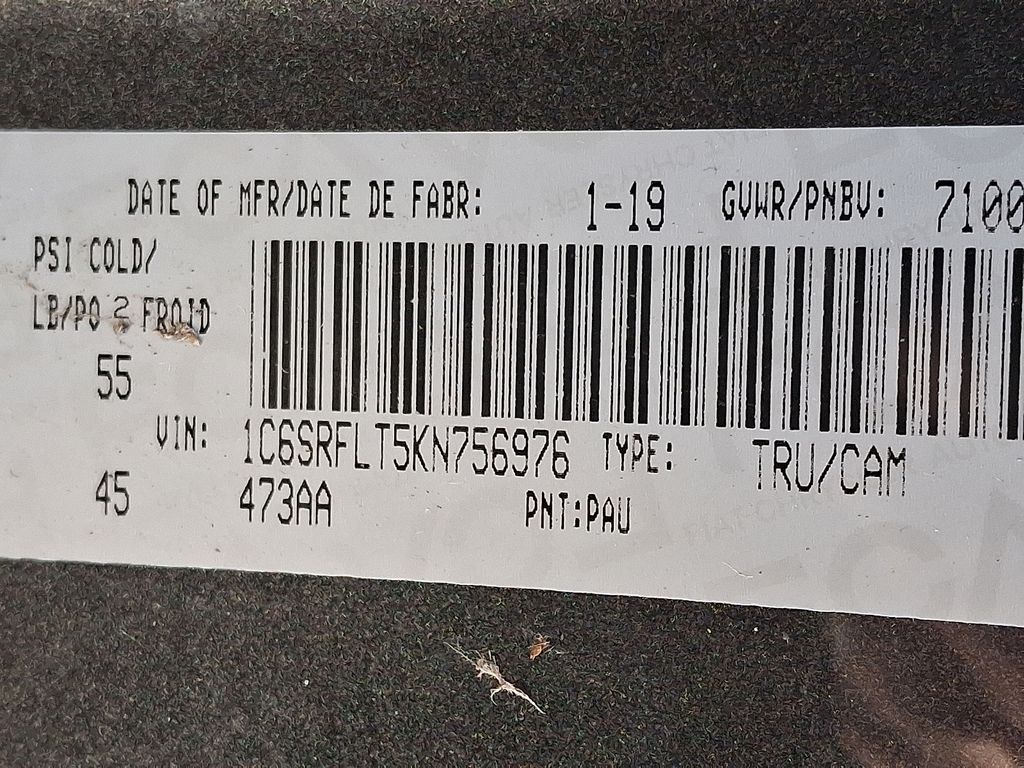 DATE OF MFR/DATE DE FABR: 1-19 GVWR/PNBV: 7100
PSI COLD/
LB/PO 2 FROID
55
VIN: 1C6SRFLT5KN756976 TYPE: TRU/CAM
45 473AA PNT:PAU